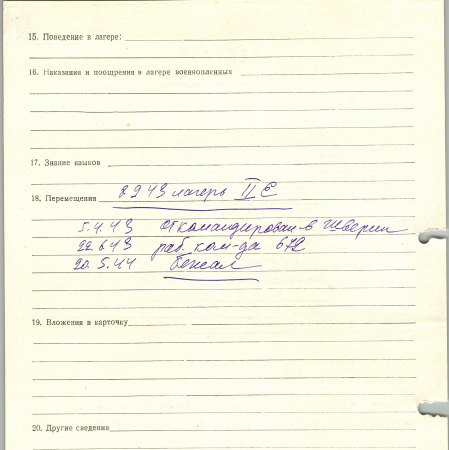 15. Поведение в лагере:
16. Наказания и поощрения в лагере военнопленных
17. Знание языков
18. Перемещения 2 9 43 лагерь II E
5.4.43 откомандирован в Шверин
22.6.43 раб. ком-да 672
20.5.44 бежал
19. Вложения в карточку
20. Другие сведения